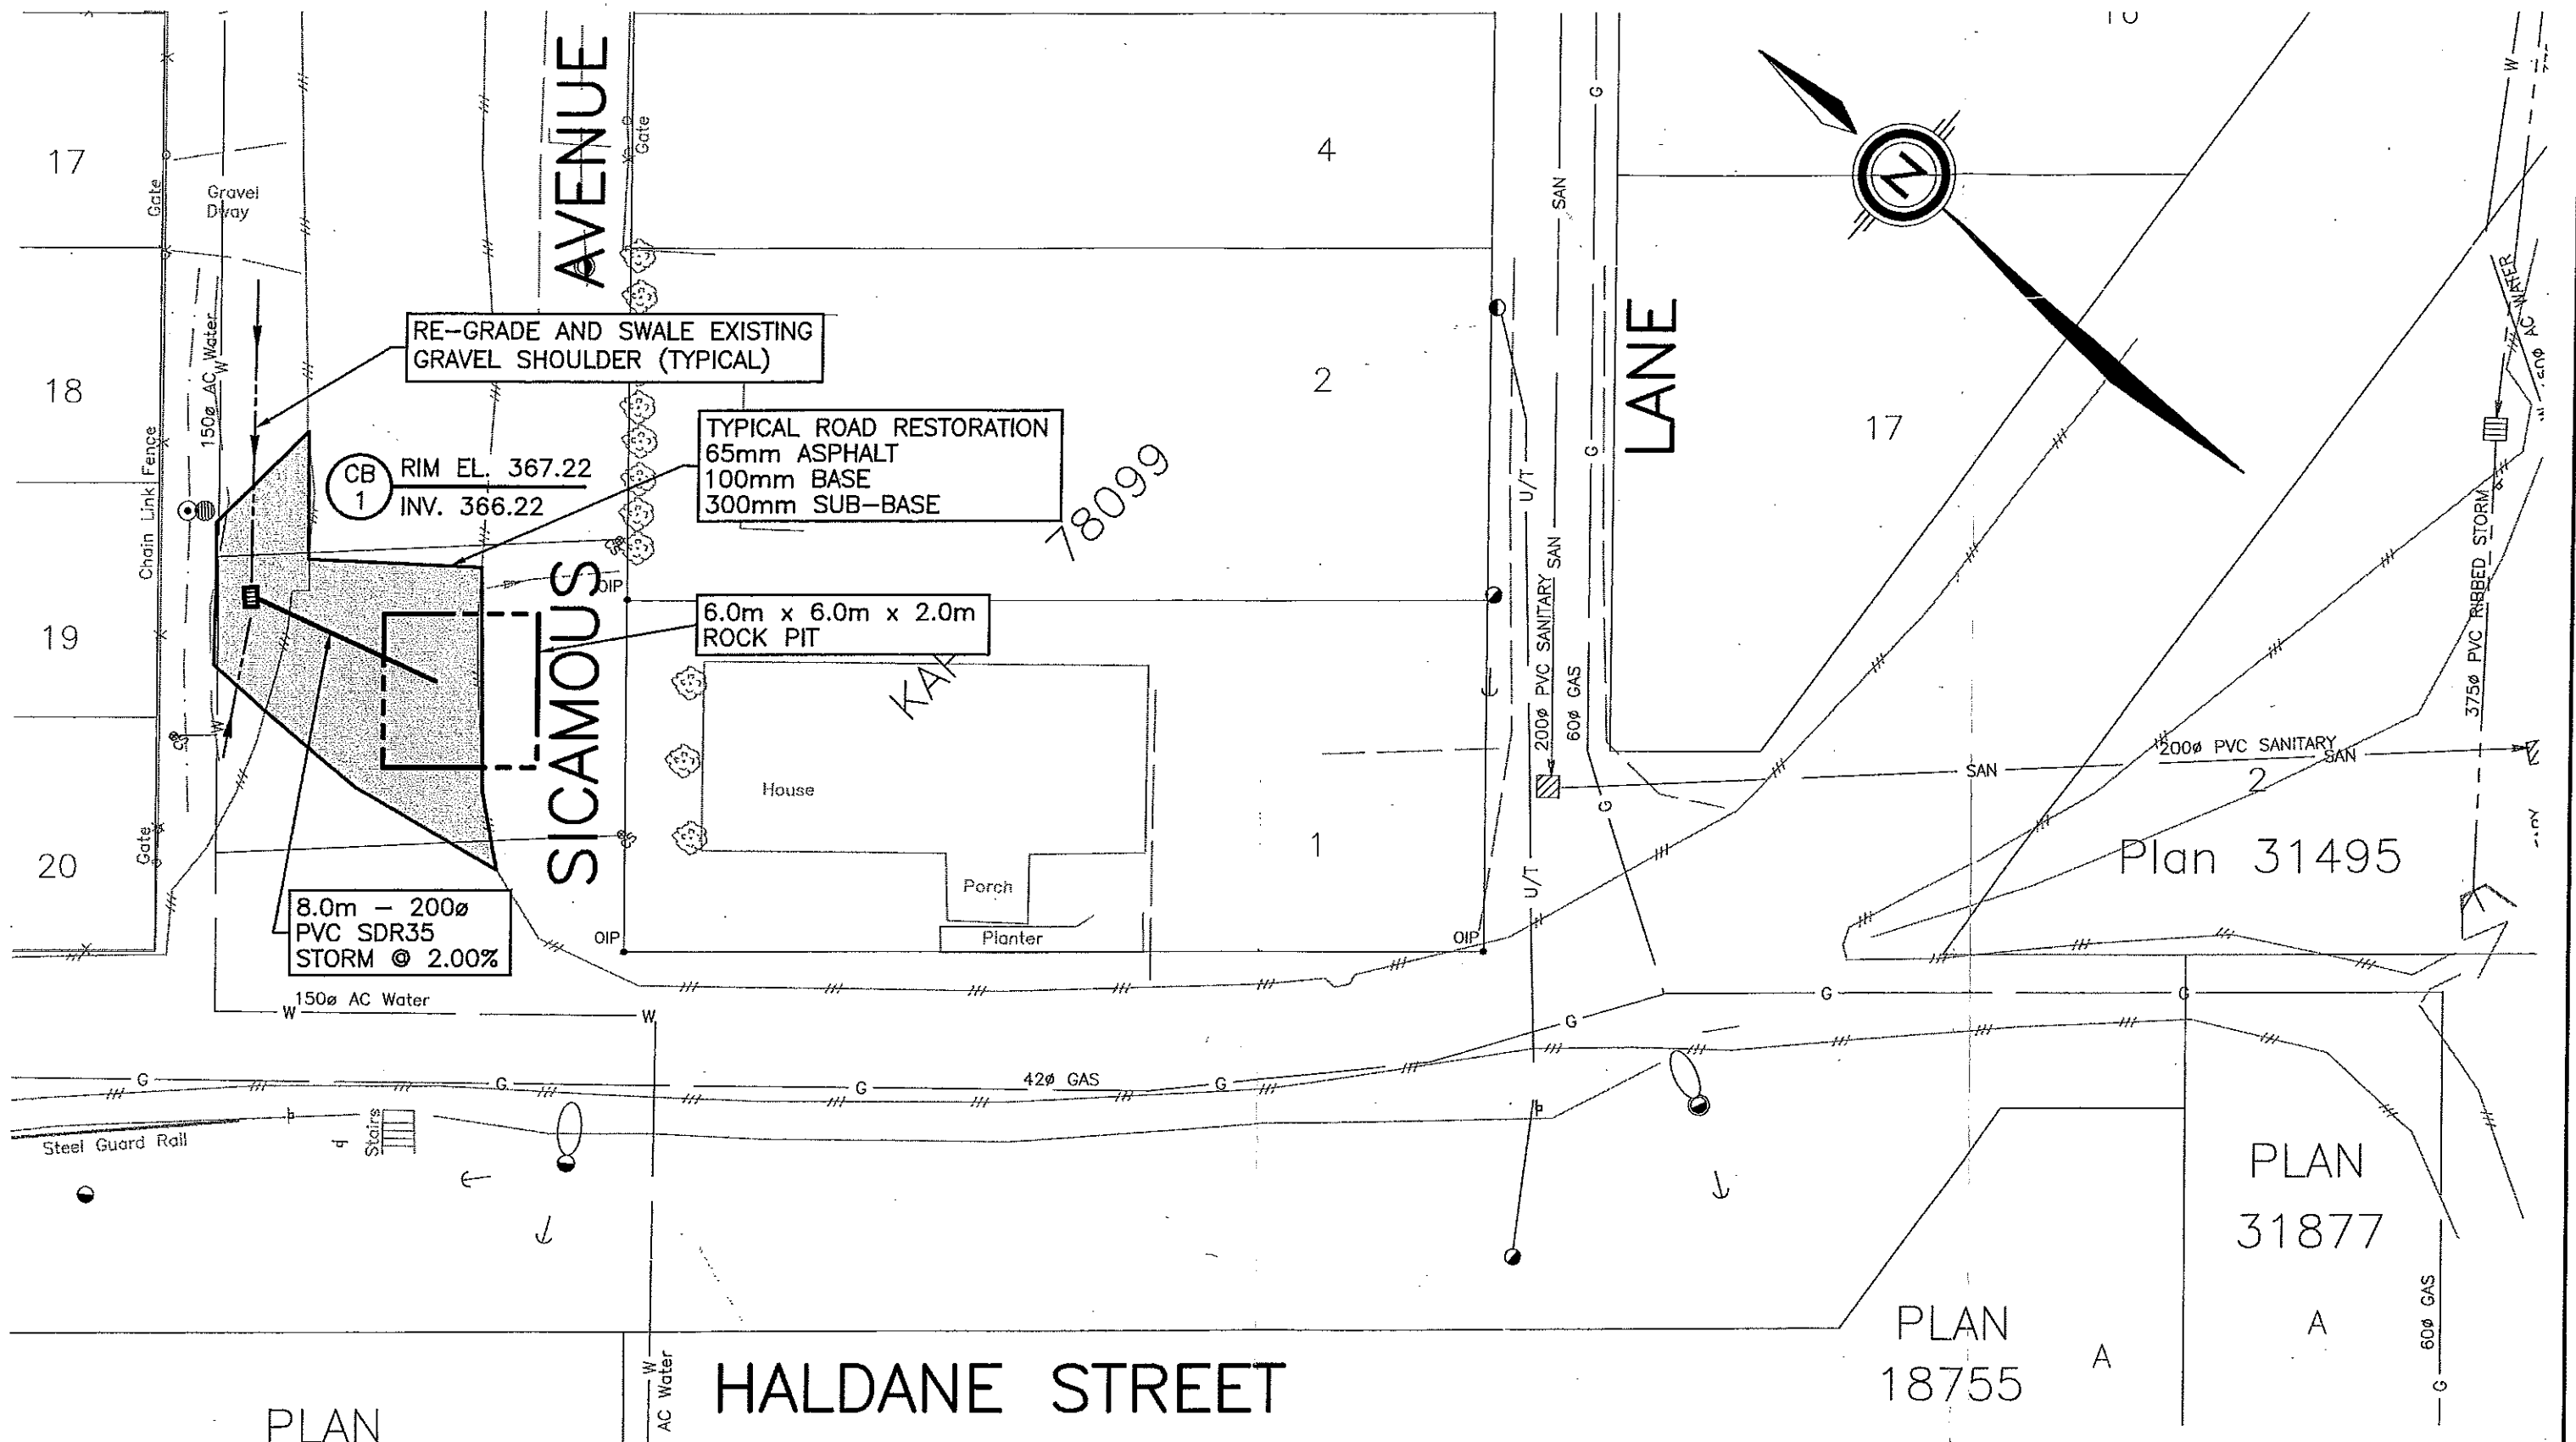 17
Gate
Gravel
Dway
AVENUE
Gate
4
SAN
G
LANE
N
W
AC WATER
18
150ø AC Water
W
RE-GRADE AND SWALE EXISTING
GRAVEL SHOULDER (TYPICAL)
2
17
Chain Link Fence
CB
1
RIM EL. 367.22
INV. 366.22
TYPICAL ROAD RESTORATION
65mm ASPHALT
100mm BASE
300mm SUB-BASE
78099
U/T
G
SAN
375ø PVC RIBBED STORM
19
SICAMOUS
OIP
6.0m x 6.0m x 2.0m
ROCK PIT
200ø PVC SANITARY
60ø GAS
W
House
G
SAN
200ø PVC SANITARY
SAN
2
20
Gate
1
U/T
Plan 31495
8.0m - 200ø
PVC SDR35
STORM @ 2.00%
Porch
Planter
OIP
OIP
150ø AC Water
W
W
G
G
G
G
G
42ø GAS
G
G
Steel Guard Rail
Stairs
PLAN
31877
A
60ø GAS
G
PLAN
18755
A
W
AC Water
HALDANE STREET
PLAN